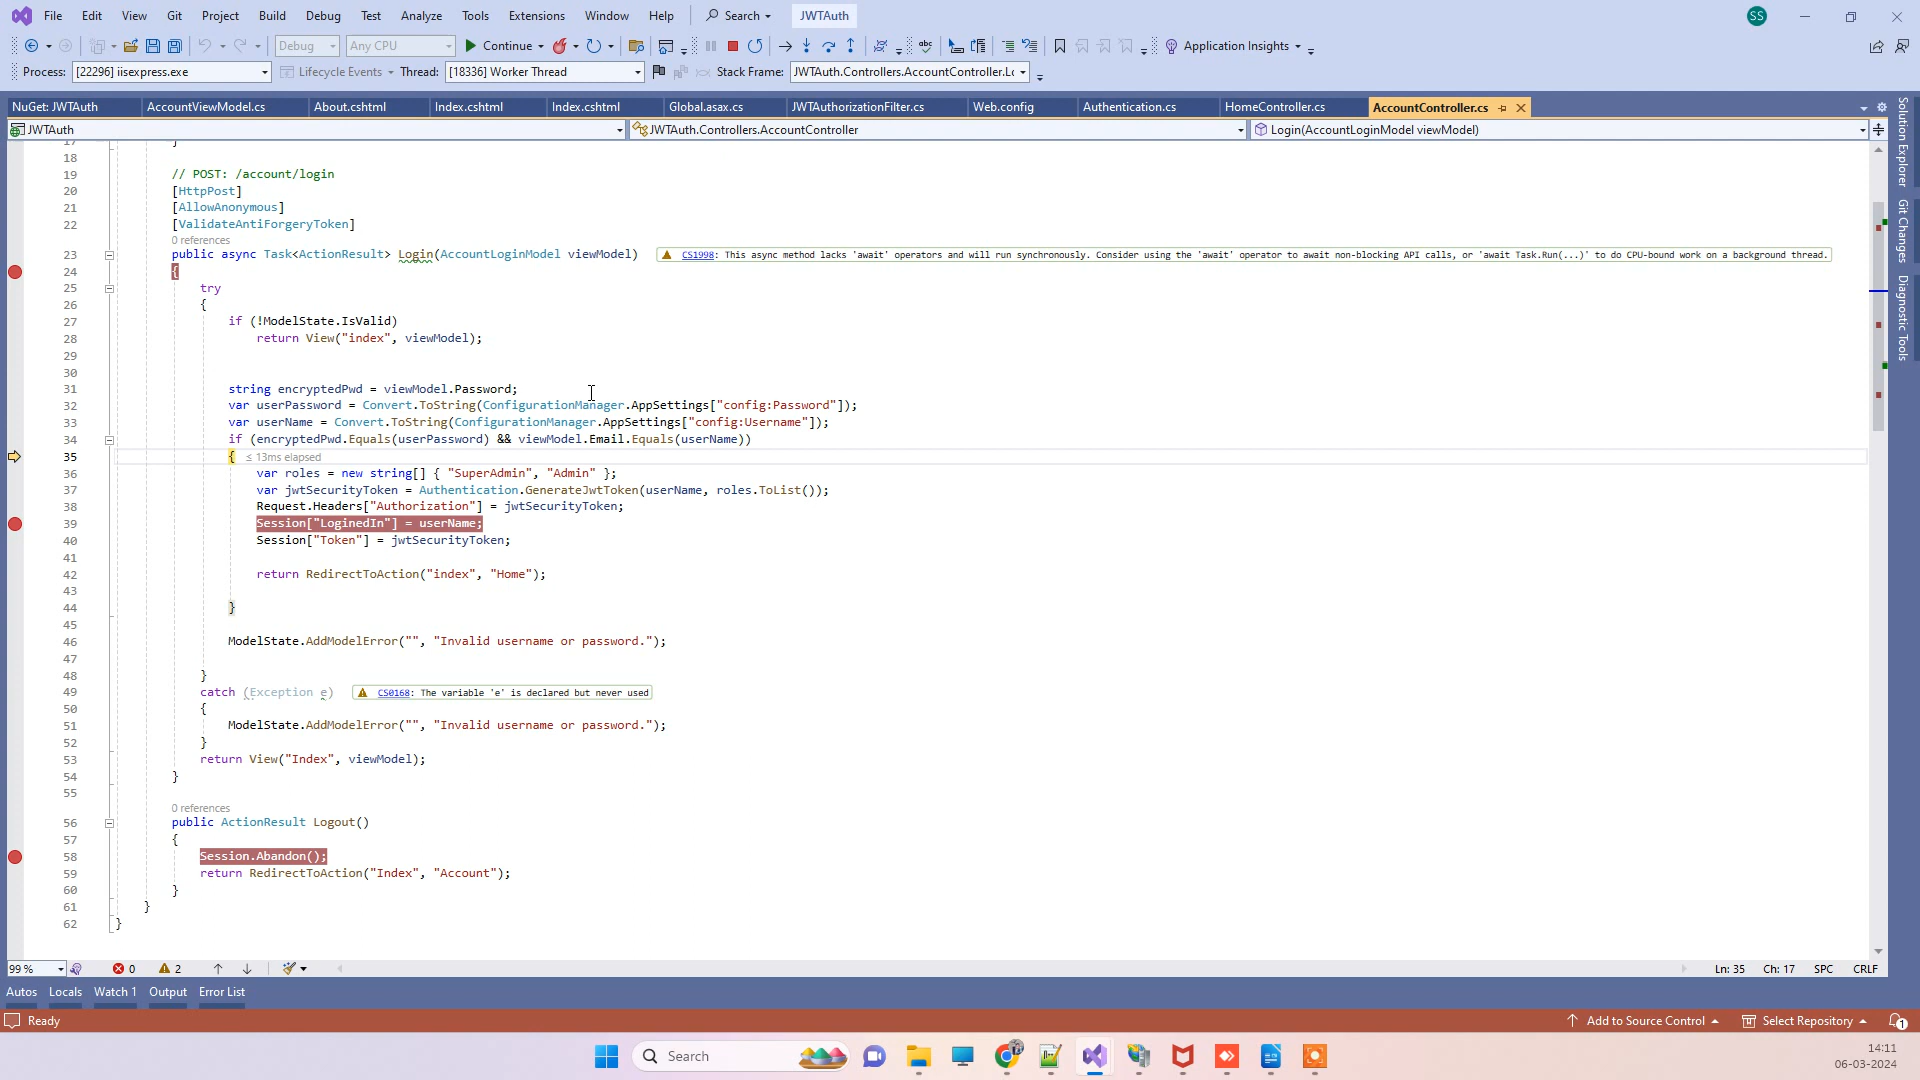 File Edit View Git Project Build Debug Test Analyze Tools Extensions Window Help Search JWTAuth SS
Debug Any CPU Continue Application Insights
Process: [22296] iisexpress.exe Lifecycle Events Thread: [18336] Worker Thread Stack Frame: JWTAuth.Controllers.AccountController.Lo
NuGet: JWTAuth AccountViewModel.cs About.cshtml Index.cshtml Index.cshtml Global.asax.cs JWTAuthorizationFilter.cs Web.config Authentication.cs HomeController.cs AccountController.cs
JWTAuth JWTAuth.Controllers.AccountController Login(AccountLoginModel viewModel)
17 }
18
19 // POST: /account/login
20 [HttpPost]
21 [AllowAnonymous]
22 [ValidateAntiForgeryToken]
0 references
23 public async Task<ActionResult> Login(AccountLoginModel viewModel) CS1998: This async method lacks 'await' operators and will run synchronously. Consider using the 'await' operator to await non-blocking API calls, or 'await Task.Run(...)' to do CPU-bound work on a background thread.
24 {
25 try
26 {
27 if (!ModelState.IsValid)
28 return View("index", viewModel);
29
30
31 string encryptedPwd = viewModel.Password;
32 var userPassword = Convert.ToString(ConfigurationManager.AppSettings["config:Password"]);
33 var userName = Convert.ToString(ConfigurationManager.AppSettings["config:Username"]);
34 if (encryptedPwd.Equals(userPassword) && viewModel.Email.Equals(userName))
35 { ≤ 13ms elapsed
36 var roles = new string[] { "SuperAdmin", "Admin" };
37 var jwtSecurityToken = Authentication.GenerateJwtToken(userName, roles.ToList());
38 Request.Headers["Authorization"] = jwtSecurityToken;
39 Session["LoginedIn"] = userName;
40 Session["Token"] = jwtSecurityToken;
41
42 return RedirectToAction("index", "Home");
43
44 }
45
46 ModelState.AddModelError("", "Invalid username or password.");
47
48 }
49 catch (Exception e) CS0168: The variable 'e' is declared but never used
50 {
51 ModelState.AddModelError("", "Invalid username or password.");
52 }
53 return View("Index", viewModel);
54 }
55
0 references
56 public ActionResult Logout()
57 {
58 Session.Abandon();
59 return RedirectToAction("Index", "Account");
60 }
61 }
62 }
Solution Explorer
Git Changes
Diagnostic Tools
99 % 0 2 Ln: 35 Ch: 17 SPC CRLF
Autos Locals Watch 1 Output Error List
Ready Add to Source Control Select Repository 1
Search 14:11
06-03-2024